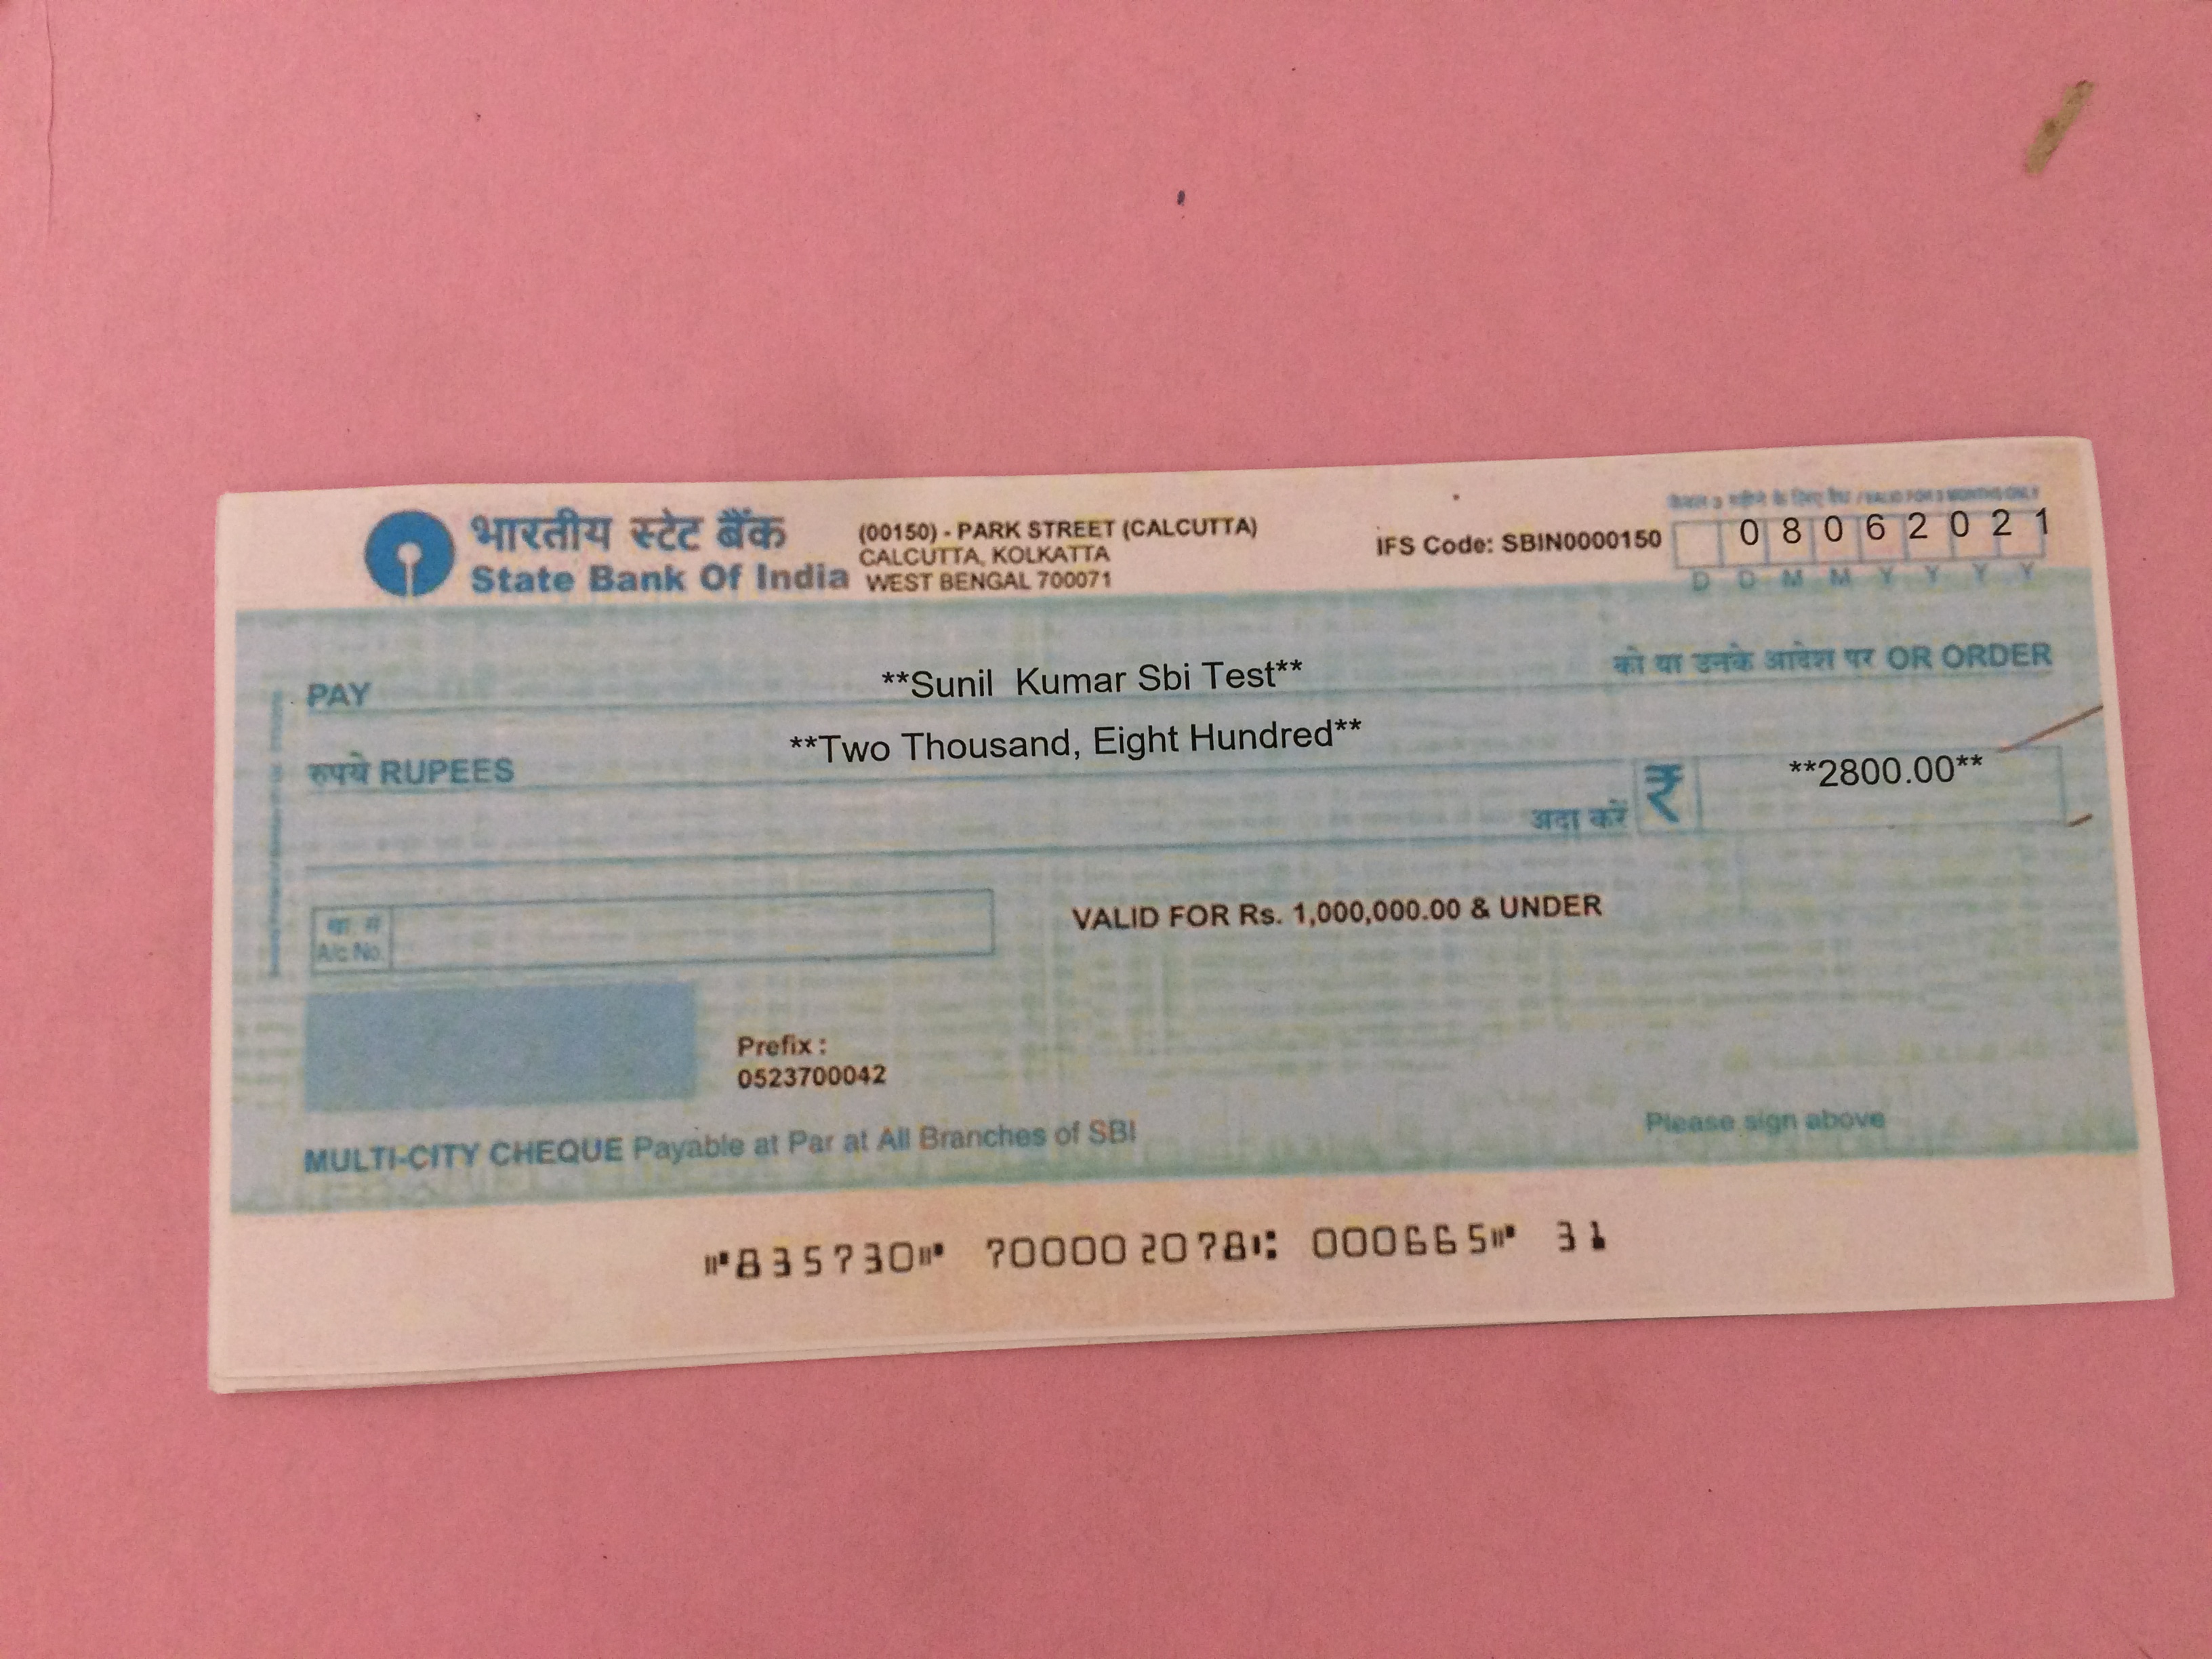 भारतीय स्टेट बैंक
State Bank Of India
(00150) - PARK STREET (CALCUTTA)
CALCUTTA, KOLKATTA
WEST BENGAL 700071
IFS Code: SBIN0000150
केवल 3 महीने के लिए वैध / VALID FOR 3 MONTHS ONLY
0 8 0 6 2 0 2 1
D D M M Y Y Y Y
PAY **Sunil Kumar Sbi Test** को या उनके आदेश पर OR ORDER
रुपये RUPEES **Two Thousand, Eight Hundred**
अदा करें ₹ **2800.00**
खा. सं
A/c No.
VALID FOR Rs. 1,000,000.00 & UNDER
Prefix :
0523700042
MULTI-CITY CHEQUE Payable at Par at All Branches of SBI
Please sign above
⑈835730⑈ 700002078⑆ 000665⑈ 31